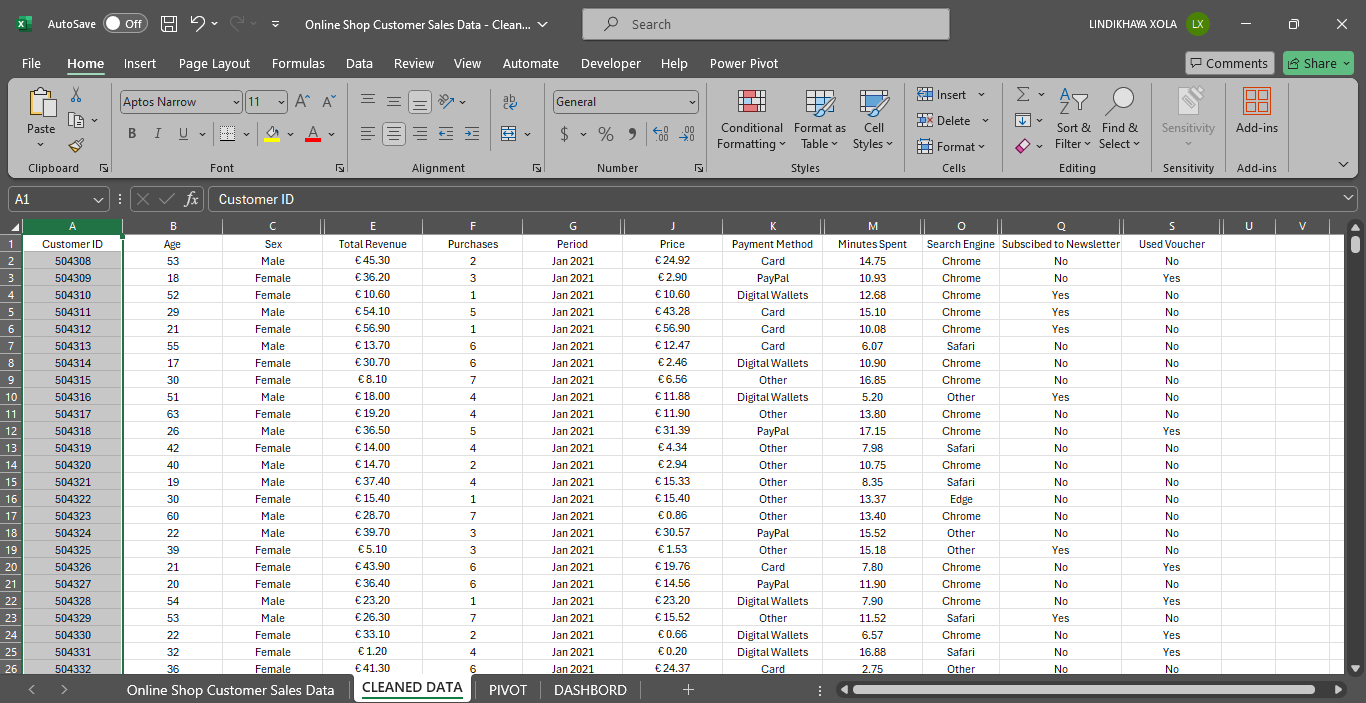 AutoSave Off Online Shop Customer Sales Data - Clean... Search LINDIKHAYA XOLA LX
File Home Insert Page Layout Formulas Data Review View Automate Developer Help Power Pivot Comments Share
Paste Aptos Narrow 11 A A ab c General Conditional Formatting Format as Table Cell Styles Insert Delete Format Sort & Filter Find & Select Sensitivity Add-ins
B I U A $ % 9
Clipboard Font Alignment Number Styles Cells Editing Sensitivity Add-ins
A1 fx Customer ID
A B C E F G J K M O Q S U V
1 Customer ID Age Sex Total Revenue Purchases Period Price Payment Method Minutes Spent Search Engine Subscibed to Newsletter Used Voucher
2 504308 53 Male € 45.30 2 Jan 2021 € 24.92 Card 14.75 Chrome No No
3 504309 18 Female € 36.20 3 Jan 2021 € 2.90 PayPal 10.93 Chrome No Yes
4 504310 52 Female € 10.60 1 Jan 2021 € 10.60 Digital Wallets 12.68 Chrome Yes No
5 504311 29 Male € 54.10 5 Jan 2021 € 43.28 Card 15.10 Chrome Yes No
6 504312 21 Female € 56.90 1 Jan 2021 € 56.90 Card 10.08 Chrome Yes No
7 504313 55 Male € 13.70 6 Jan 2021 € 12.47 Card 6.07 Safari No No
8 504314 17 Female € 30.70 6 Jan 2021 € 2.46 Digital Wallets 10.90 Chrome No No
9 504315 30 Female € 8.10 7 Jan 2021 € 6.56 Other 16.85 Chrome No No
10 504316 51 Male € 18.00 4 Jan 2021 € 11.88 Digital Wallets 5.20 Other Yes No
11 504317 63 Female € 19.20 4 Jan 2021 € 11.90 Other 13.80 Chrome No No
12 504318 26 Male € 36.50 5 Jan 2021 € 31.39 PayPal 17.15 Chrome No Yes
13 504319 42 Female € 14.00 4 Jan 2021 € 4.34 Other 7.98 Safari No No
14 504320 40 Male € 14.70 2 Jan 2021 € 2.94 Other 10.75 Chrome No No
15 504321 19 Male € 37.40 4 Jan 2021 € 15.33 Other 8.35 Safari No No
16 504322 30 Female € 15.40 1 Jan 2021 € 15.40 Other 13.37 Edge No No
17 504323 60 Male € 28.70 7 Jan 2021 € 0.86 Other 13.40 Chrome No No
18 504324 22 Male € 39.70 3 Jan 2021 € 30.57 PayPal 15.52 Other No No
19 504325 39 Female € 5.10 3 Jan 2021 € 1.53 Other 15.18 Other Yes No
20 504326 21 Female € 43.90 6 Jan 2021 € 19.76 Card 7.80 Chrome No Yes
21 504327 20 Female € 36.40 6 Jan 2021 € 14.56 PayPal 11.90 Chrome No No
22 504328 54 Male € 23.20 1 Jan 2021 € 23.20 Digital Wallets 7.90 Chrome No Yes
23 504329 53 Male € 26.30 7 Jan 2021 € 15.52 Other 11.52 Safari Yes No
24 504330 22 Female € 33.10 2 Jan 2021 € 0.66 Digital Wallets 6.57 Chrome No Yes
25 504331 32 Female € 1.20 4 Jan 2021 € 0.20 Digital Wallets 16.88 Safari No Yes
26 504332 36 Female € 41.30 6 Jan 2021 € 24.37 Card 2.75 Other No No
Online Shop Customer Sales Data CLEANED DATA PIVOT DASHBORD